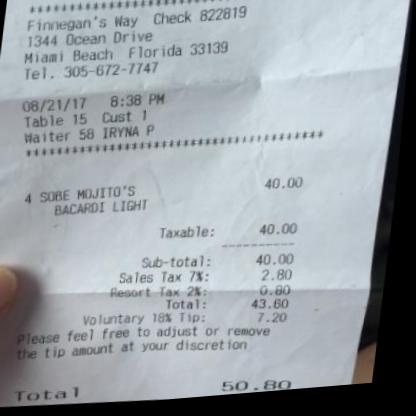 ****************************************
Finnegan's Way Check 822819
1344 Ocean Drive
Miami Beach Florida 33139
Tel. 305-672-7747
08/21/17 8:38 PM
Table 15 Cust 1
Waiter 58 IRYNA P
****************************************
4 SOBE MOJITO'S 40.00
BACARDI LIGHT
Taxable: 40.00
----------
Sub-total: 40.00
Sales Tax 7%: 2.80
Resort Tax 2%: 0.80
Total: 43.60
Voluntary 18% Tip: 7.20
Please feel free to adjust or remove
the tip amount at your discretion
Total 50.80